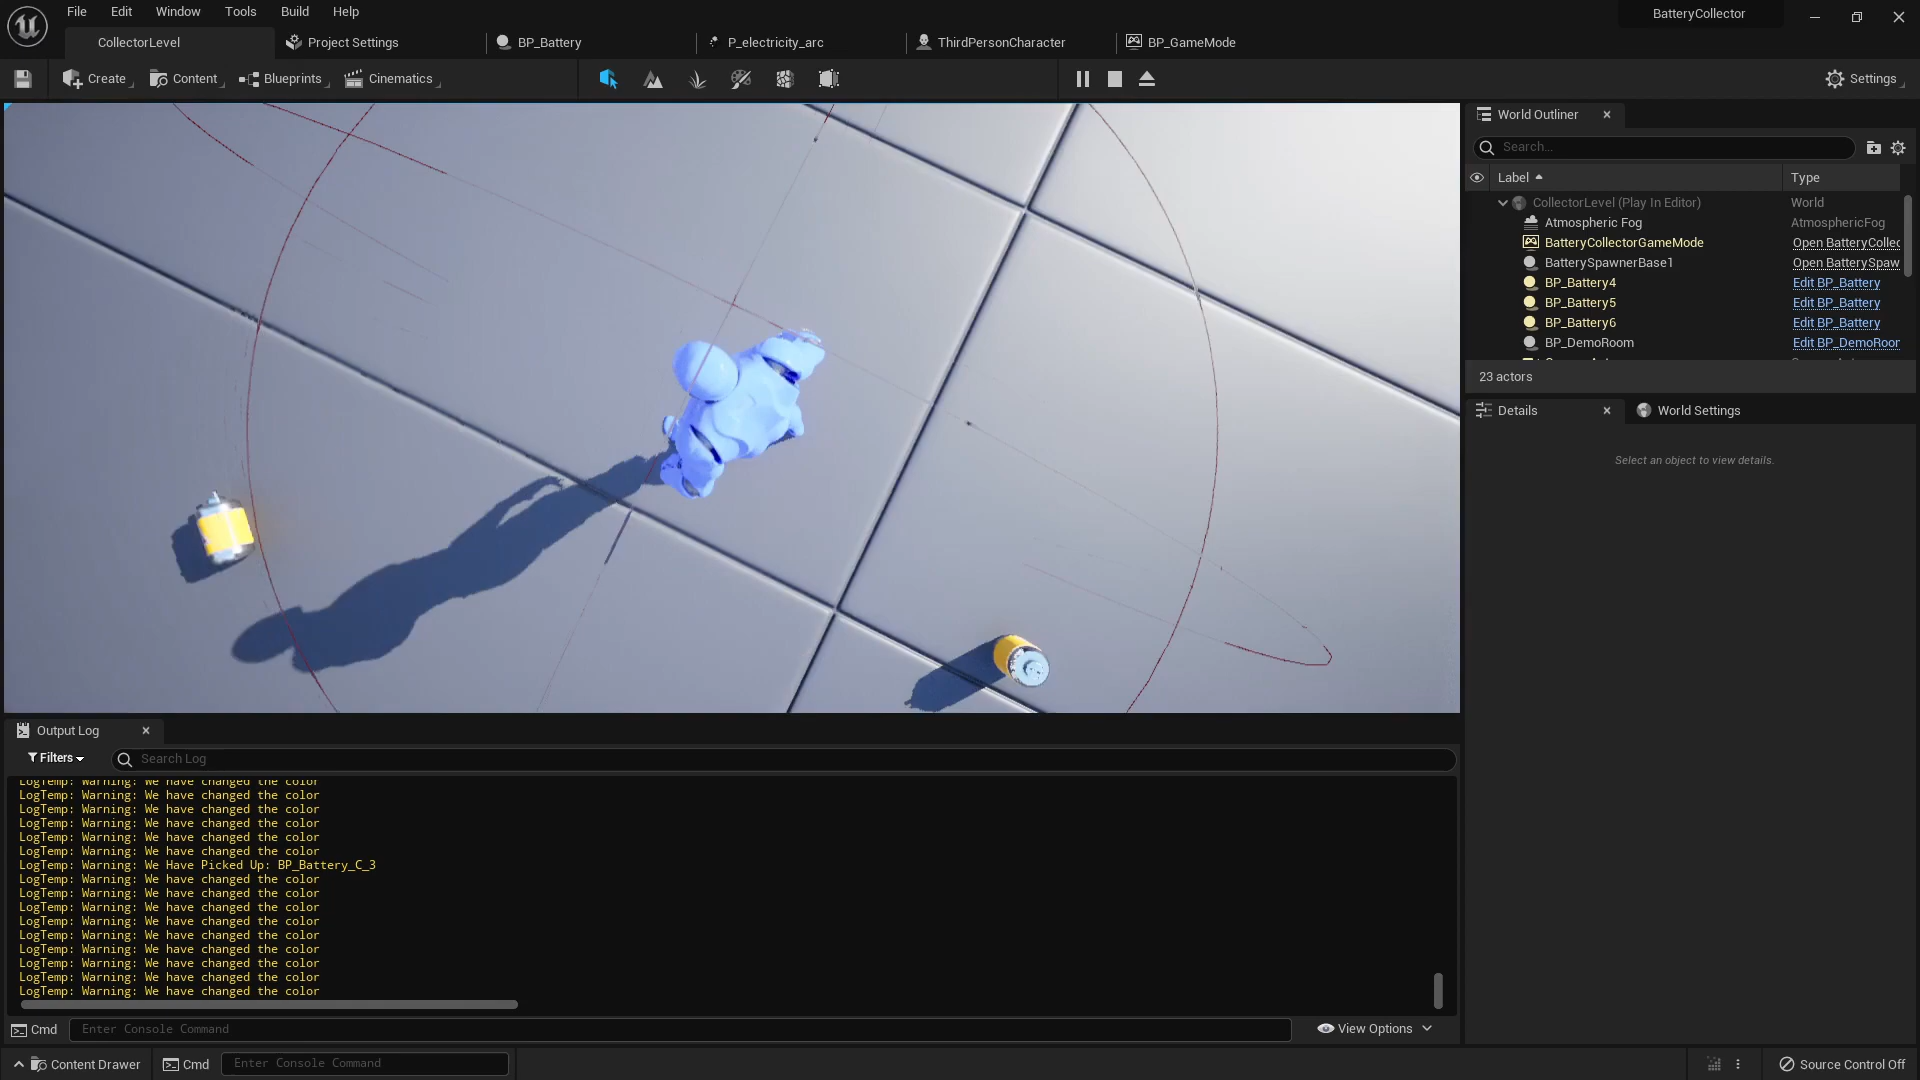 File Edit Window Tools Build Help
BatteryCollector
CollectorLevel
Project Settings
BP_Battery
P_electricity_arc
ThirdPersonCharacter
BP_GameMode
Create
Content
Blueprints
Cinematics
Settings
World Outliner
Search...
Label Type
CollectorLevel (Play In Editor) World
Atmospheric Fog AtmosphericFog
BatteryCollectorGameMode Open BatteryCollec
BatterySpawnerBase1 Open BatterySpaw
BP_Battery4 Edit BP_Battery
BP_Battery5 Edit BP_Battery
BP_Battery6 Edit BP_Battery
BP_DemoRoom Edit BP_DemoRoor
23 actors
Details
World Settings
Select an object to view details.
Output Log
Filters
Search Log
LogTemp: Warning: We have changed the color
LogTemp: Warning: We have changed the color
LogTemp: Warning: We have changed the color
LogTemp: Warning: We have changed the color
LogTemp: Warning: We have changed the color
LogTemp: Warning: We have changed the color
LogTemp: Warning: We Have Picked Up: BP_Battery_C_3
LogTemp: Warning: We have changed the color
LogTemp: Warning: We have changed the color
LogTemp: Warning: We have changed the color
LogTemp: Warning: We have changed the color
LogTemp: Warning: We have changed the color
LogTemp: Warning: We have changed the color
LogTemp: Warning: We have changed the color
LogTemp: Warning: We have changed the color
LogTemp: Warning: We have changed the color
Cmd Enter Console Command
View Options
Content Drawer
Cmd Enter Console Command
Source Control Off